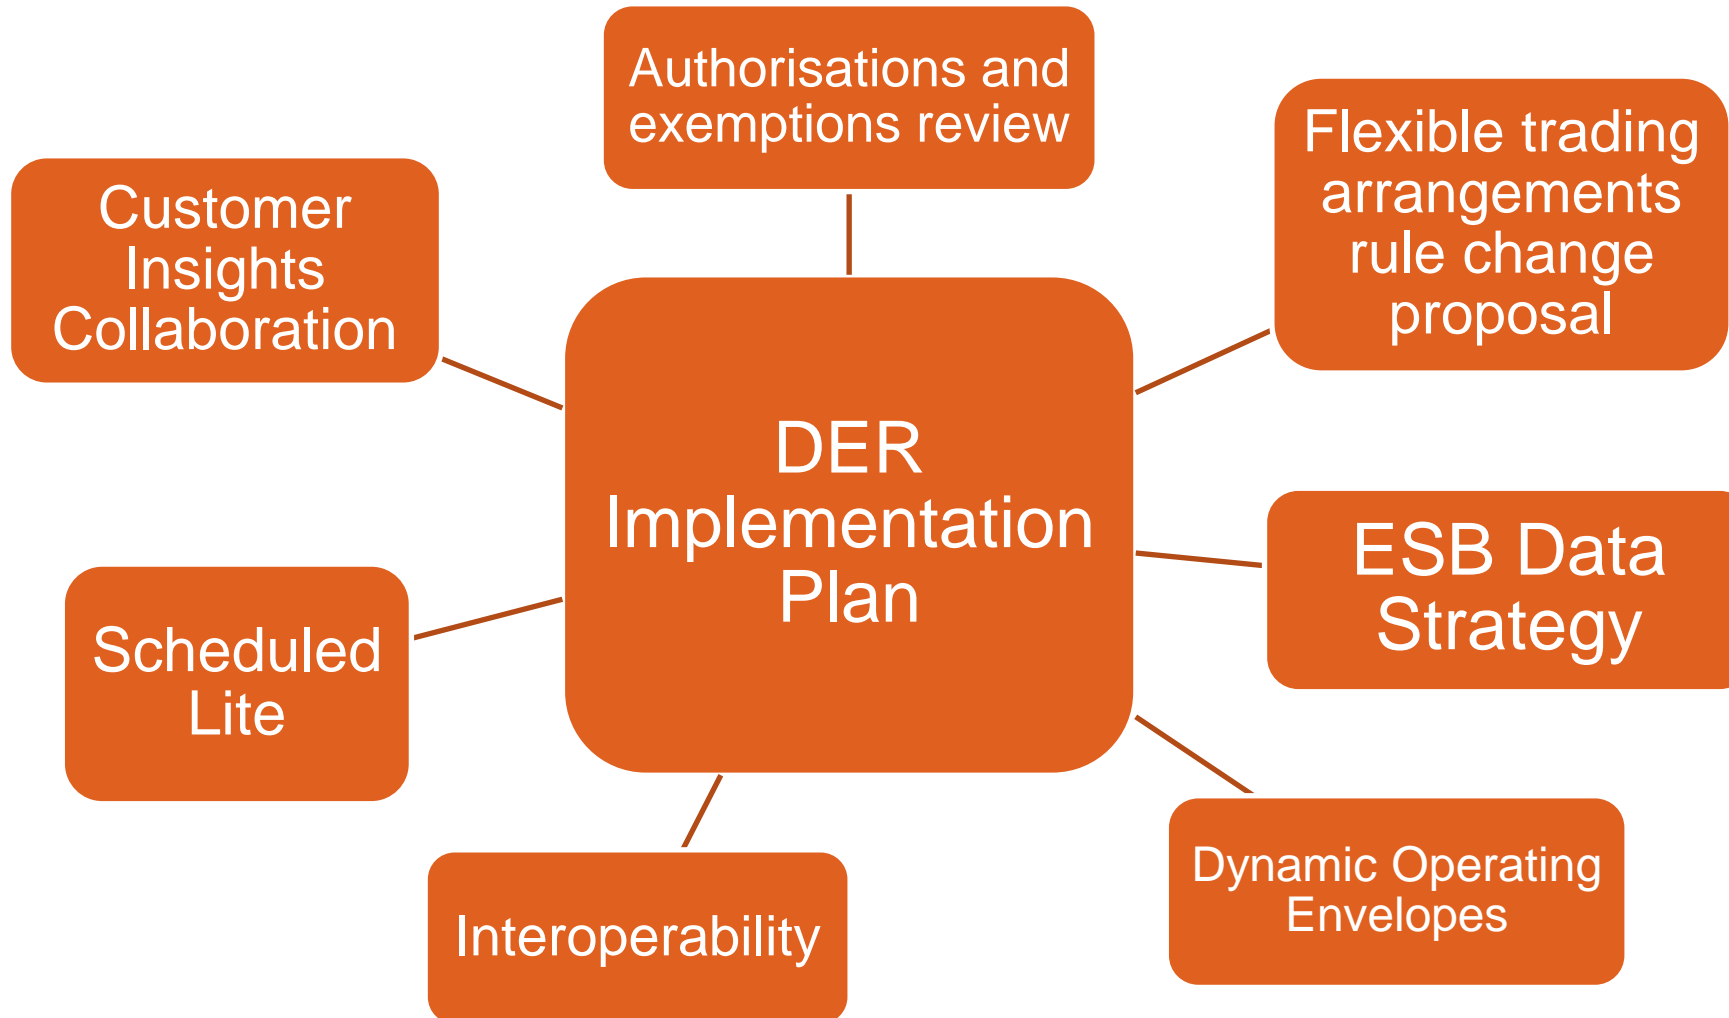 Authorisations and
exemptions review
Flexible trading
arrangements
rule change
proposal
Customer
Insights
Collaboration
DER
Implementation
Plan
ESB Data
Strategy
Scheduled
Lite
Dynamic Operating
Envelopes
Interoperability